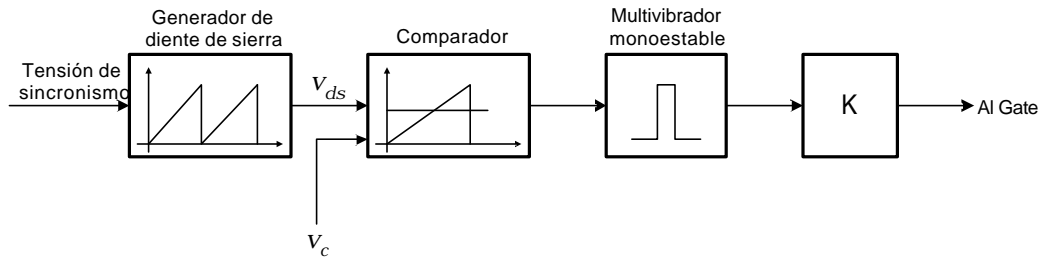 Generador de
diente de sierra
Comparador
Multivibrador
monoestable
Tensión de
sincronismo
v_ds
K
Al Gate
v_c